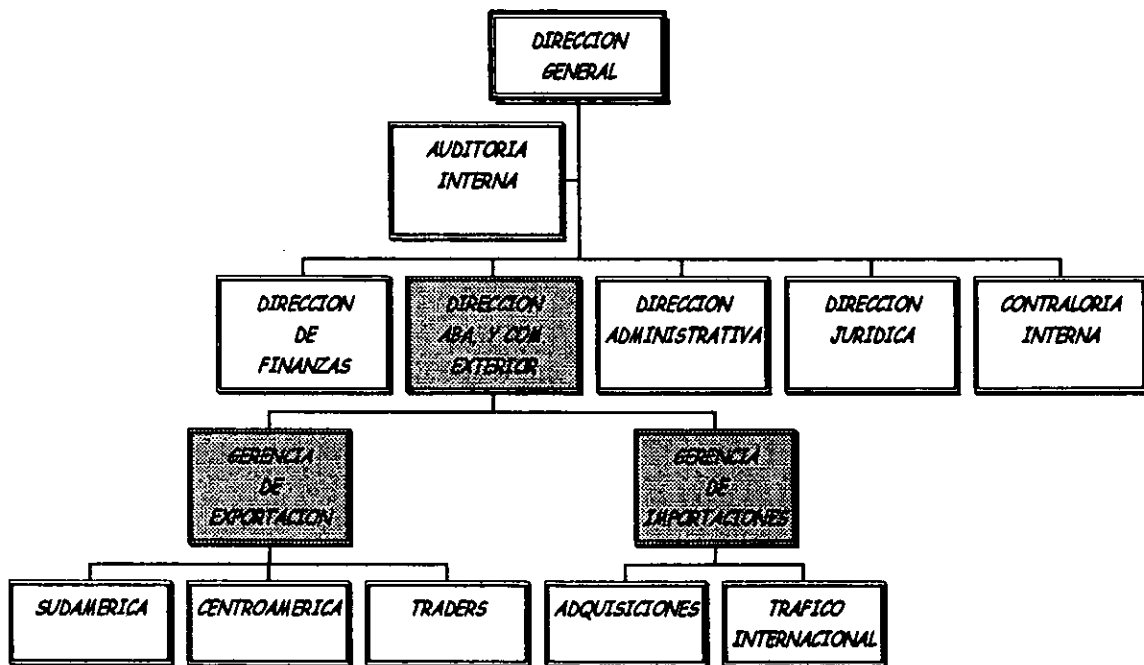 DIRECCION
GENERAL
AUDITORIA
INTERNA
DIRECCION
DE
FINANZAS
DIRECCION
ABA, Y COM
EXTERIOR
DIRECCION
ADMINISTRATIVA
DIRECCION
JURIDICA
CONTRALORIA
INTERNA
GERENCIA
DE
EXPORTACION
GERENCIA
DE
IMPORTACIONES
SUDAMERICA
CENTROAMERICA
TRADERS
ADQUISICIONES
TRAFICO
INTERNACIONAL